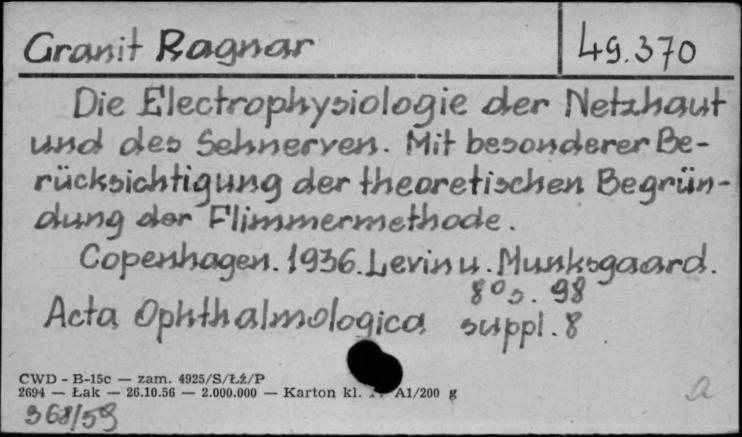 Granit Ragnar 49.370
Die Electrophysiologie der Netzhaut
und des Sehnerven. Mit besonderer Be-
rücksichtigung der theoretischen Begrün-
dung der Flimmermethode.
Copenhagen. 1936. Levin u. Munksgaard.
8° s. 98
Acta Ophthalmologica suppl. 8
CWD - B-15c — zam. 4925/S/Łż/P
2694 — Łak — 26.10.56 — 2.000.000 — Karton kl. A1/200 g
a
368/59